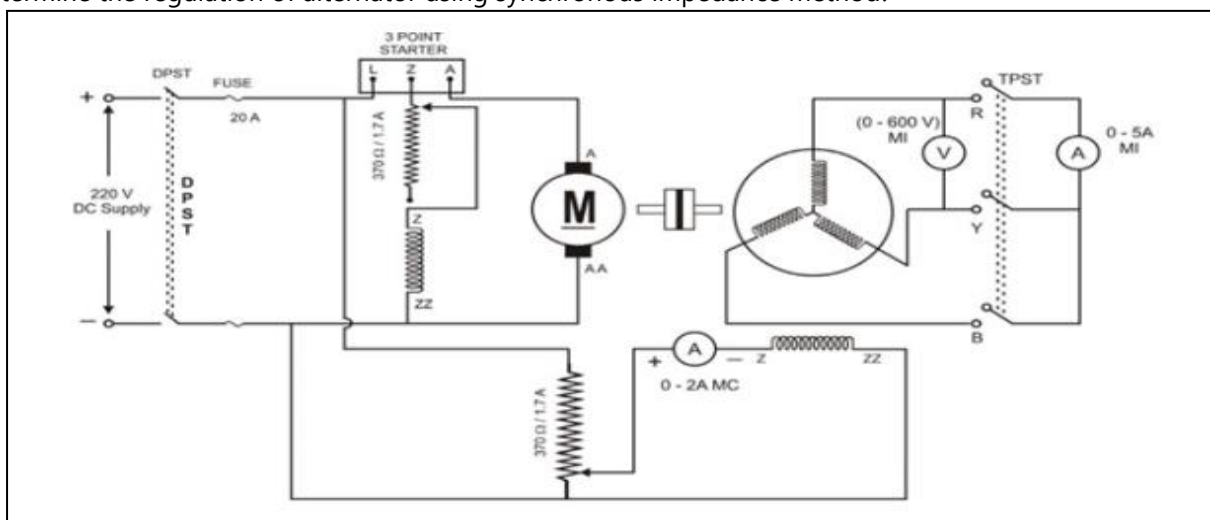 termine the regulation of alternator using synchronous impedance method.
3 POINT
STARTER
L Z A
DPST
FUSE
TPST
+
20 A
R
(0 - 600 V)
MI
V
A
0 - 5A
MI
370 Ω / 1.7 A
A
220 V
DC Supply
DPST
M
Z
Y
AA
ZZ
–
B
+
A
–
Z
ZZ
0 - 2A MC
370 Ω / 1.7 A